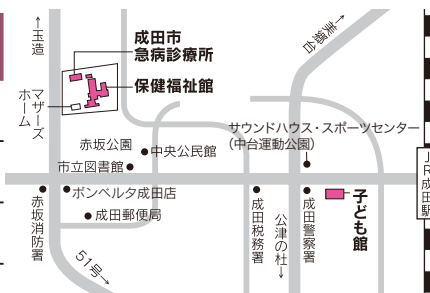 ←玉造
成田市
急病診療所
保健福祉館
マザーズ
ホーム
←美郷台
赤坂公園
中央公民館
市立図書館
サウンドハウス・スポーツセンター
(中台運動公園)
ボンベルタ成田店
成田郵便局
赤坂消防署
51号→
成田税務署
公津の杜→
成田警察署
子ども館
JR成田駅